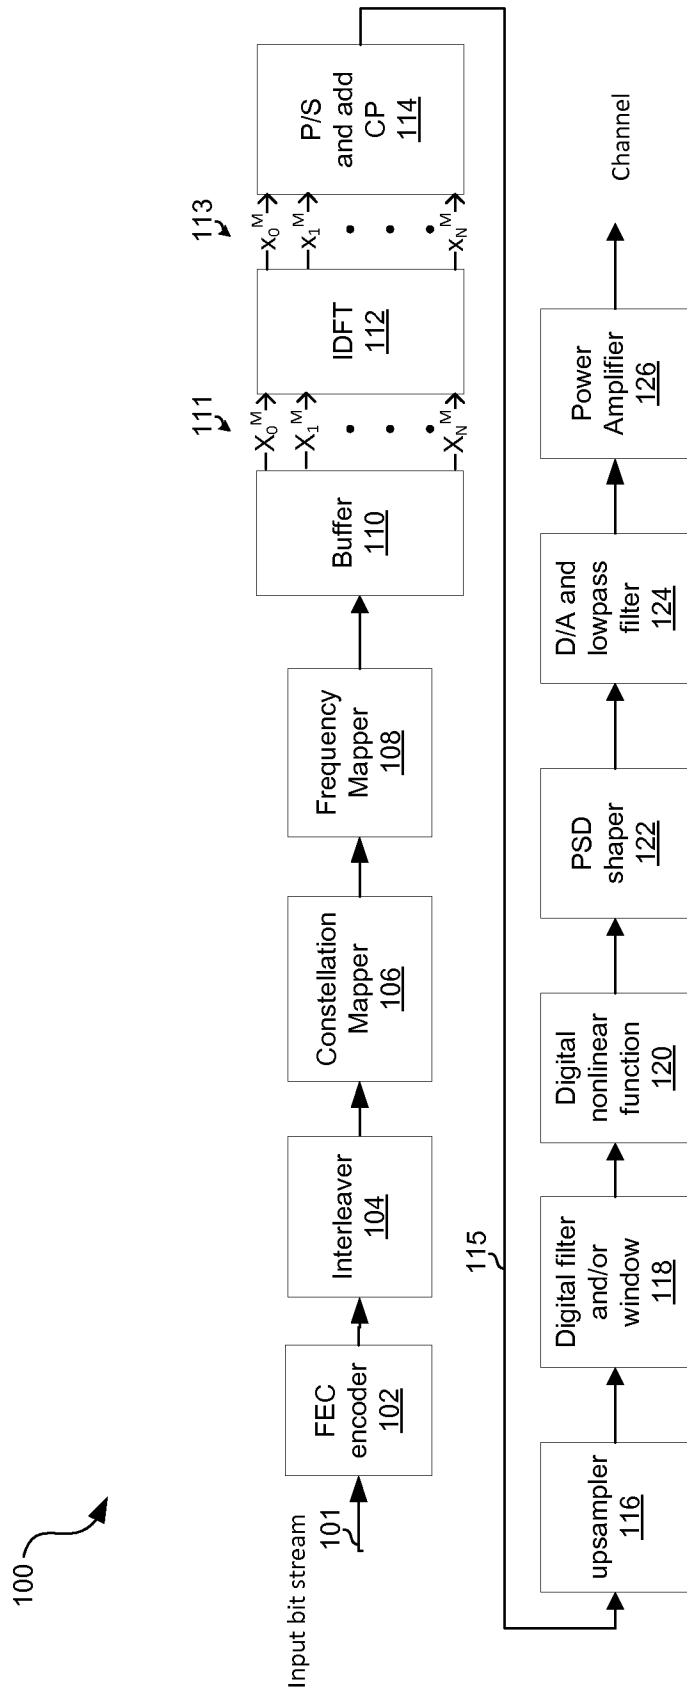 100
Input bit stream
101
FEC
encoder
102
Interleaver
104
Constellation
Mapper
106
Frequency
Mapper
108
Buffer
110
111
X₀ᴹ
X₁ᴹ
X_Nᴹ
IDFT
112
113
x₀ᴹ
x₁ᴹ
x_Nᴹ
P/S
and add
CP
114
115
upsampler
116
Digital filter
and/or
window
118
Digital
nonlinear
function
120
PSD
shaper
122
D/A and
lowpass
filter
124
Power
Amplifier
126
Channel